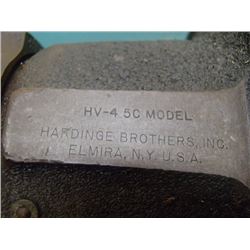 HV-4 5C MODEL
HARDINGE BROTHERS, INC.
ELMIRA, N.Y. U.S.A.